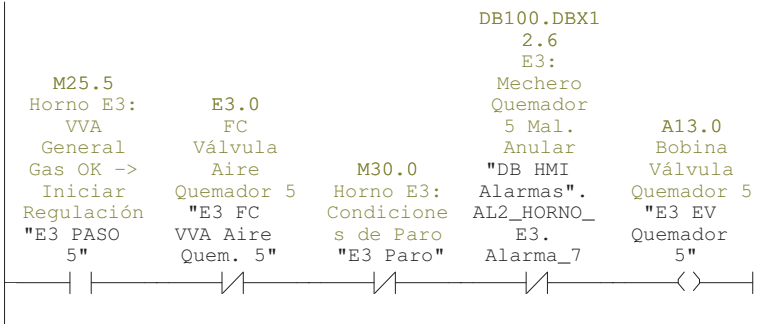 M25.5
Horno E3:
VVA
General
Gas OK ->
Iniciar
Regulación
"E3 PASO
5"
E3.0
FC
Válvula
Aire
Quemador 5
"E3 FC
VVA Aire
Quem. 5"
M30.0
Horno E3:
Condicione
s de Paro
"E3 Paro"
DB100.DBX1
2.6
E3:
Mechero
Quemador
5 Mal.
Anular
"DB HMI
Alarmas".
AL2_HORNO_
E3.
Alarma_7
A13.0
Bobina
Válvula
Quemador 5
"E3 EV
Quemador
5"